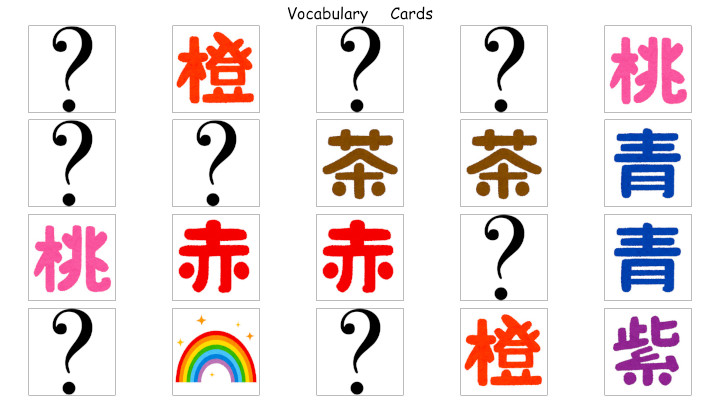 Vocabulary Cards
? 橙 ? ? 桃
? ? 茶 茶 青
桃 赤 赤 ? 青
? ? 橙 紫